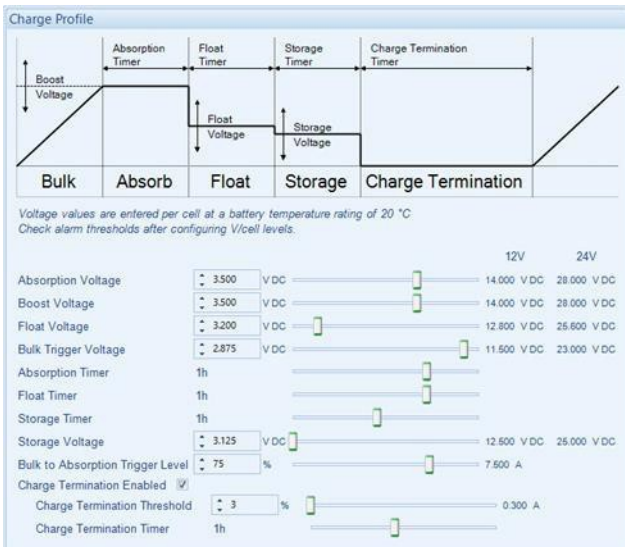 Charge Profile
Absorption Timer
Float Timer
Storage Timer
Charge Termination Timer
Boost Voltage
Float Voltage
Storage Voltage
Bulk Absorb Float Storage Charge Termination
Voltage values are entered per cell at a battery temperature rating of 20 °C
Check alarm thresholds after configuring V/cell levels.
12V 24V
Absorption Voltage 3.500 V DC 14.000 V DC 28.000 V DC
Boost Voltage 3.500 V DC 14.000 V DC 28.000 V DC
Float Voltage 3.200 V DC 12.800 V DC 25.600 V DC
Bulk Trigger Voltage 2.875 V DC 11.500 V DC 23.000 V DC
Absorption Timer 1h
Float Timer 1h
Storage Timer 1h
Storage Voltage 3.125 V DC 12.500 V DC 25.000 V DC
Bulk to Absorption Trigger Level 75 % 7.500 A
Charge Termination Enabled
Charge Termination Threshold 3 % 0.300 A
Charge Termination Timer 1h